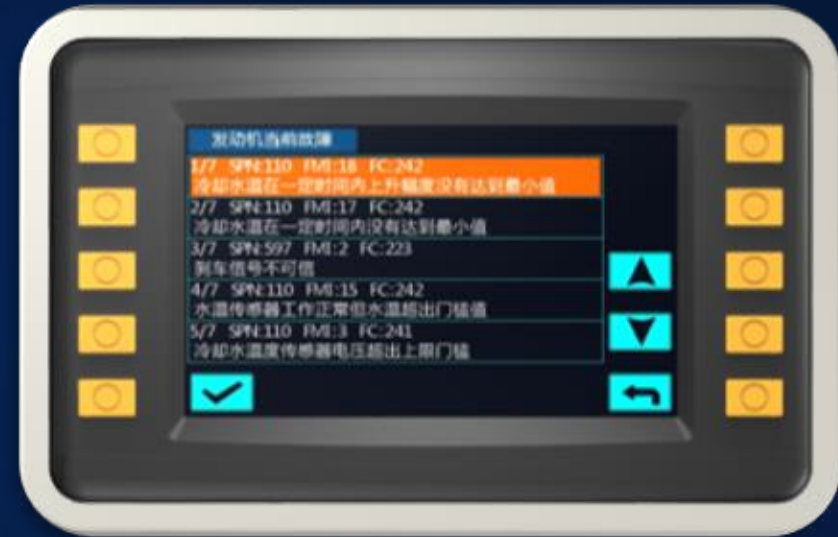 发动机当前故障
1/7 SPN:110 FMI:18 FC:242
冷却水温在一定时间内上升幅度没有达到最小值
2/7 SPN:110 FMI:17 FC:242
冷却水温在一定时间内没有达到最小值
3/7 SPN:597 FMI:2 FC:223
刹车信号不可信
4/7 SPN:110 FMI:15 FC:242
水温传感器工作正常但水温超出门槛值
5/7 SPN:110 FMI:3 FC:241
冷却水温度传感器电压超出上限门槛